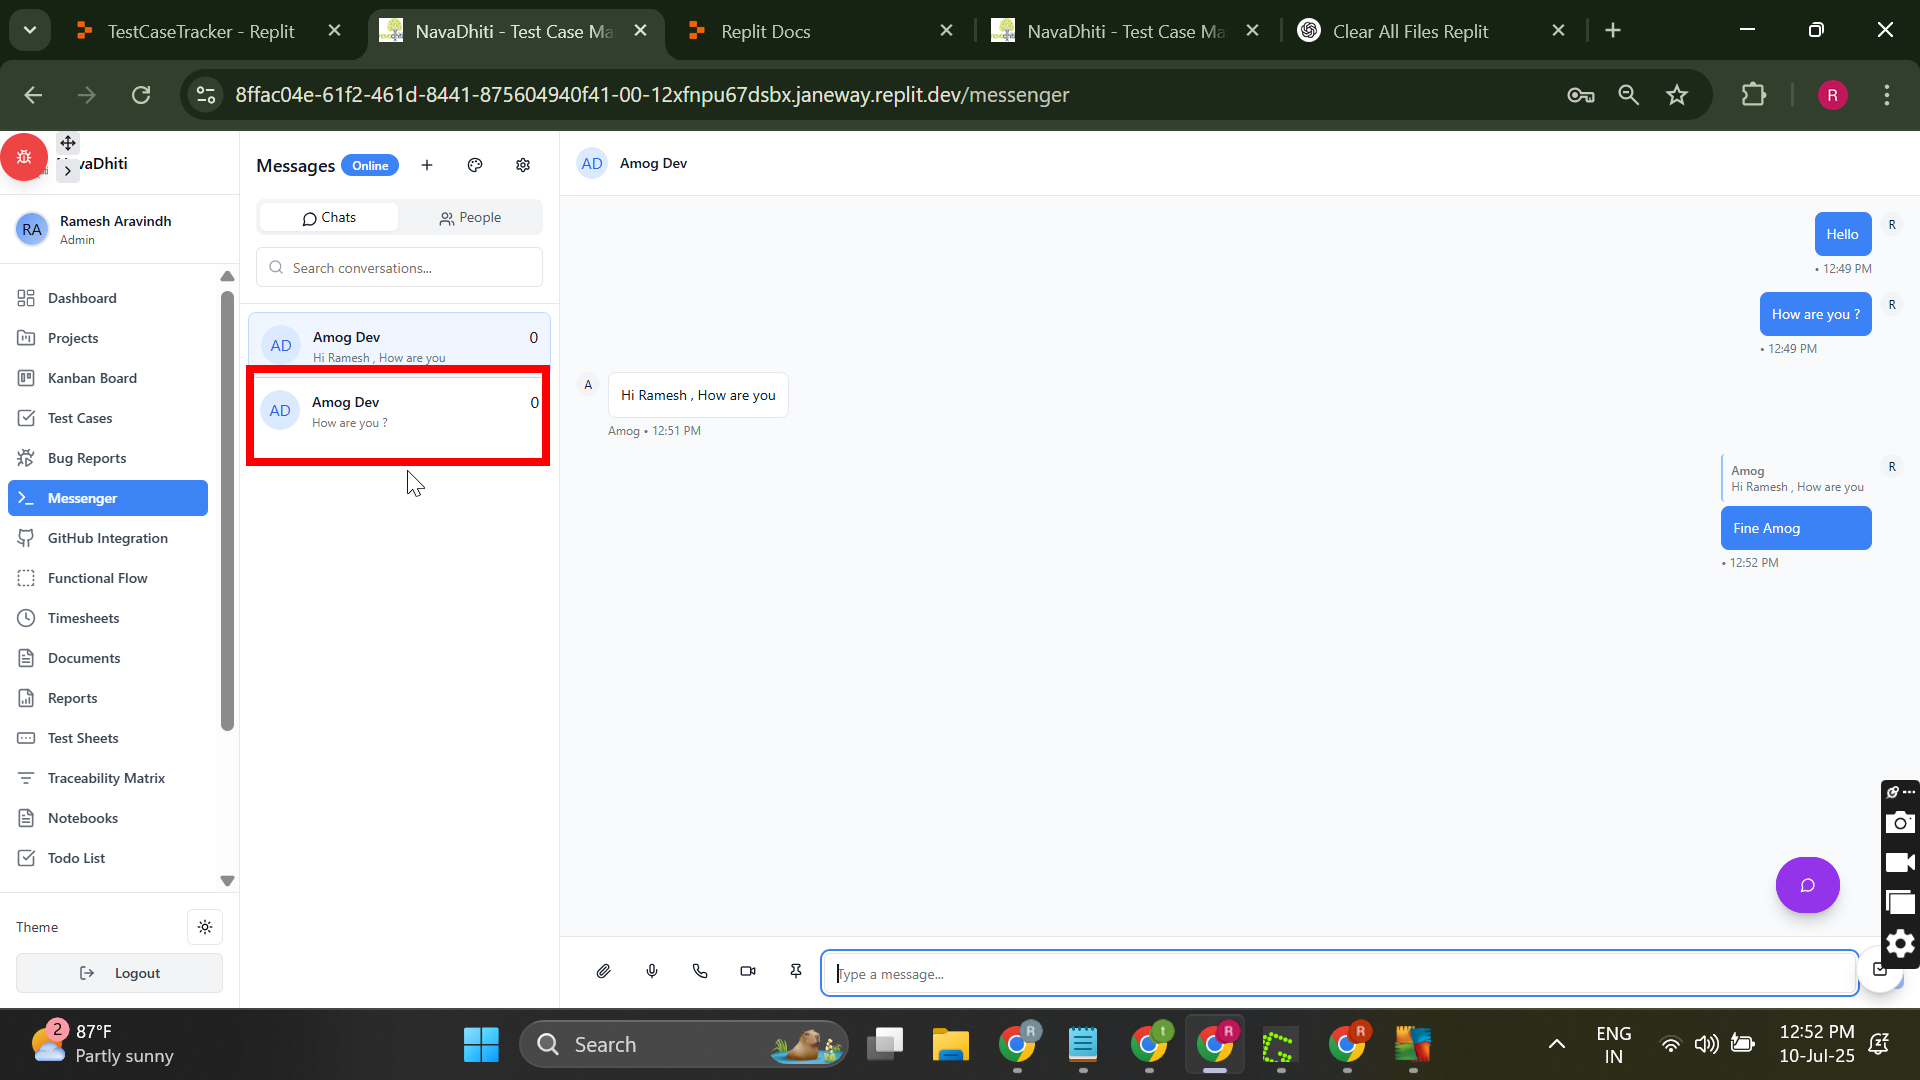 TestCaseTracker - Replit
NavaDhiti - Test Case Ma
Replit Docs
NavaDhiti - Test Case Ma
Clear All Files Replit
8ffac04e-61f2-461d-8441-875604940f41-00-12xfnpu67dsbx.janeway.replit.dev/messenger
R
vaDhiti
RA
Ramesh Aravindh
Admin
Dashboard
Projects
Kanban Board
Test Cases
Bug Reports
Messenger
GitHub Integration
Functional Flow
Timesheets
Documents
Reports
Test Sheets
Traceability Matrix
Notebooks
Todo List
Theme
Logout
Messages
Online
Chats
People
Search conversations...
AD
Amog Dev
0
Hi Ramesh , How are you
AD
Amog Dev
0
How are you ?
AD
Amog Dev
Hello
R
• 12:49 PM
How are you ?
R
• 12:49 PM
A
Hi Ramesh , How are you
Amog • 12:51 PM
Amog
Hi Ramesh , How are you
R
Fine Amog
• 12:52 PM
Type a message...
2
87°F
Partly sunny
Search
R
t
R
R
ENG
IN
12:52 PM
10-Jul-25